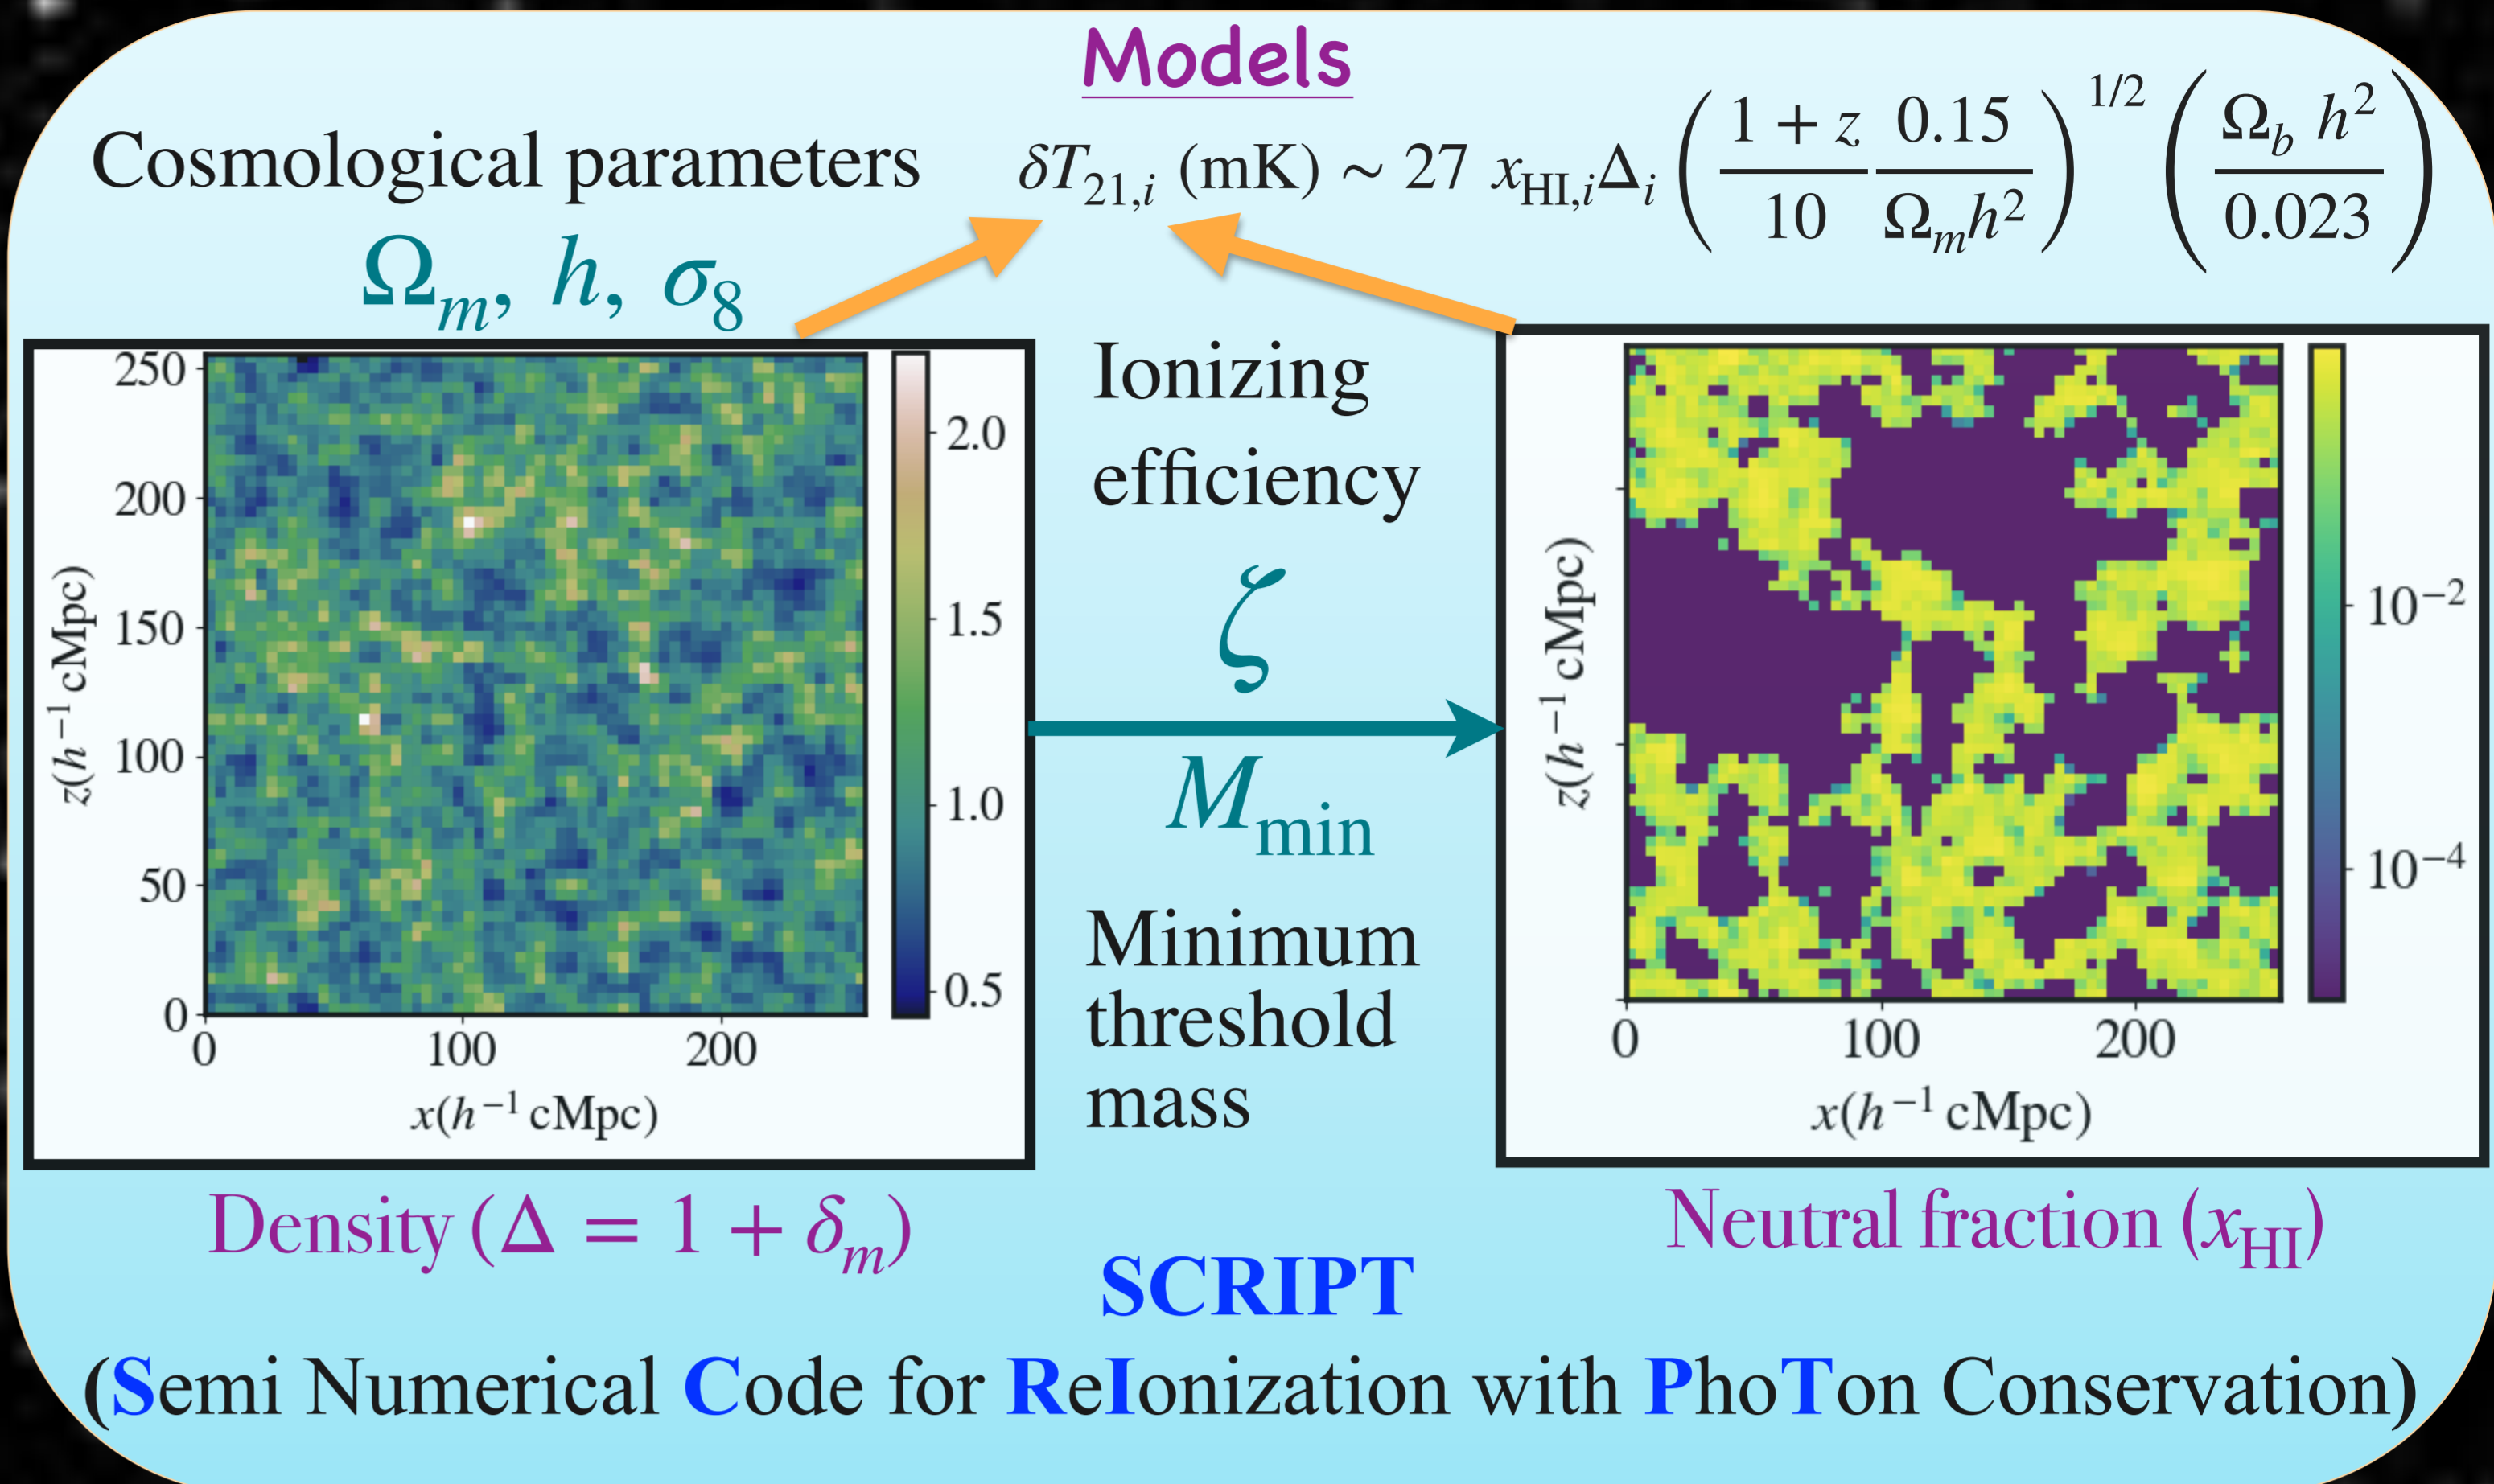 Models
Cosmological parameters
Ωm, h, σ8
δT21,i (mK) ~ 27 xHI,iΔi ( (1 + z)/10 0.15/(Ωmh²) )^1/2 ( (Ωb h²)/0.023 )
250
200
150
100
50
0
z(h⁻¹ cMpc)
0 100 200
x(h⁻¹ cMpc)
2.0
1.5
1.0
0.5
Density (Δ = 1 + δm)
Ionizing
efficiency
ζ
Mmin
Minimum
threshold
mass
z(h⁻¹ cMpc)
0 100 200
x(h⁻¹ cMpc)
10⁻²
10⁻⁴
Neutral fraction (xHI)
SCRIPT
(Semi Numerical Code for ReIonization with PhoTon Conservation)